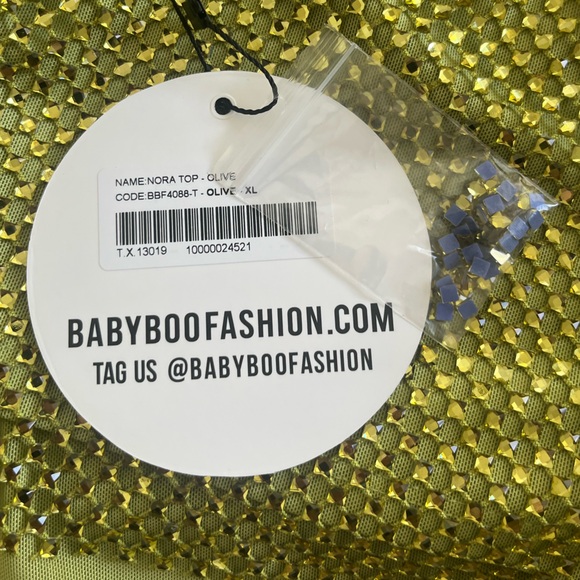 NAME:NORA TOP - OLIVE
CODE:BBF4088-T - OLIVE - XL
T.X.13019 10000024521
BABYBOOFASHION.COM
TAG US @BABYBOOFASHION